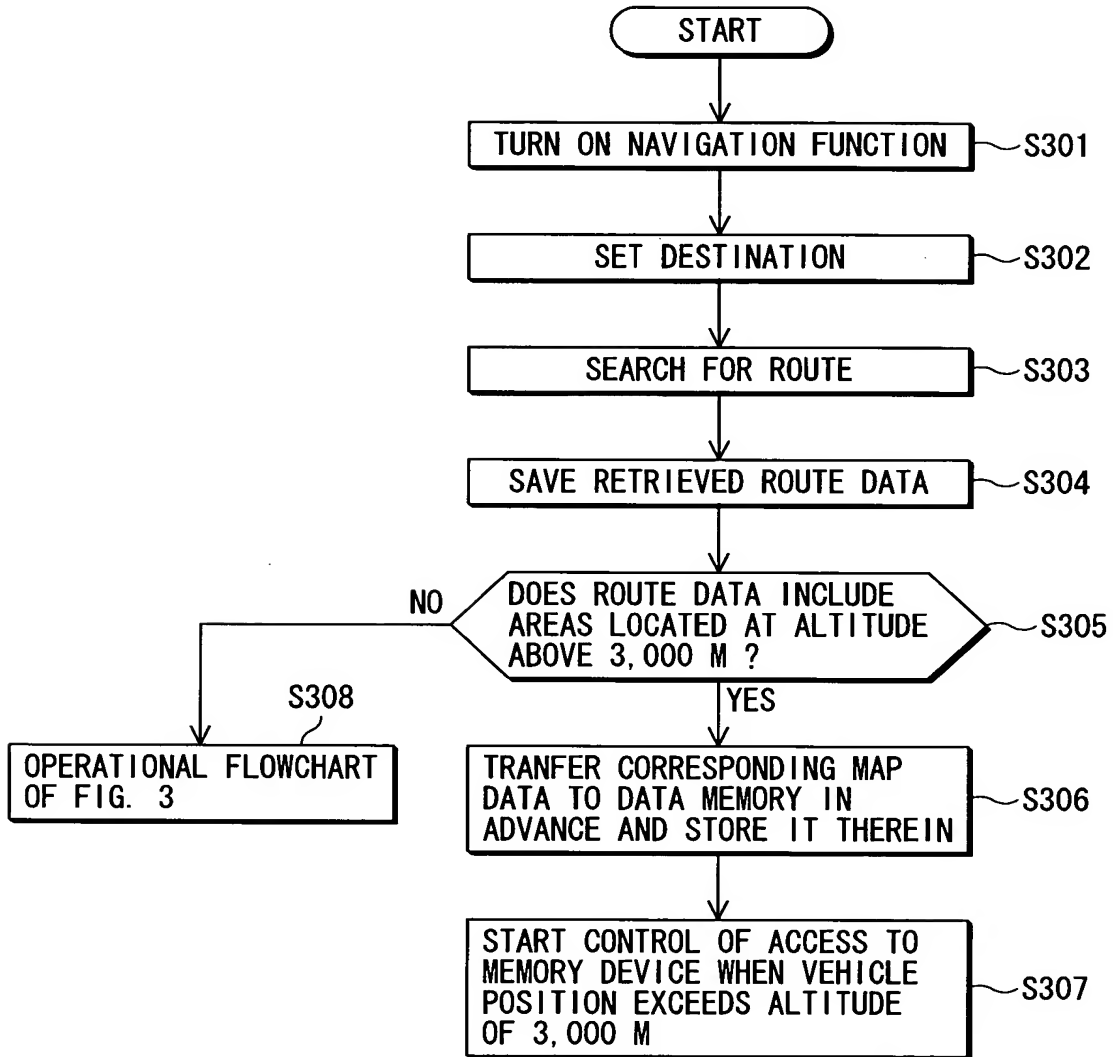 START
TURN ON NAVIGATION FUNCTION
S301
SET DESTINATION
S302
SEARCH FOR ROUTE
S303
SAVE RETRIEVED ROUTE DATA
S304
DOES ROUTE DATA INCLUDE
AREAS LOCATED AT ALTITUDE
ABOVE 3,000 M ?
S305
NO
YES
S308
OPERATIONAL FLOWCHART
OF FIG. 3
TRANFER CORRESPONDING MAP
DATA TO DATA MEMORY IN
ADVANCE AND STORE IT THEREIN
S306
START CONTROL OF ACCESS TO
MEMORY DEVICE WHEN VEHICLE
POSITION EXCEEDS ALTITUDE
OF 3,000 M
S307